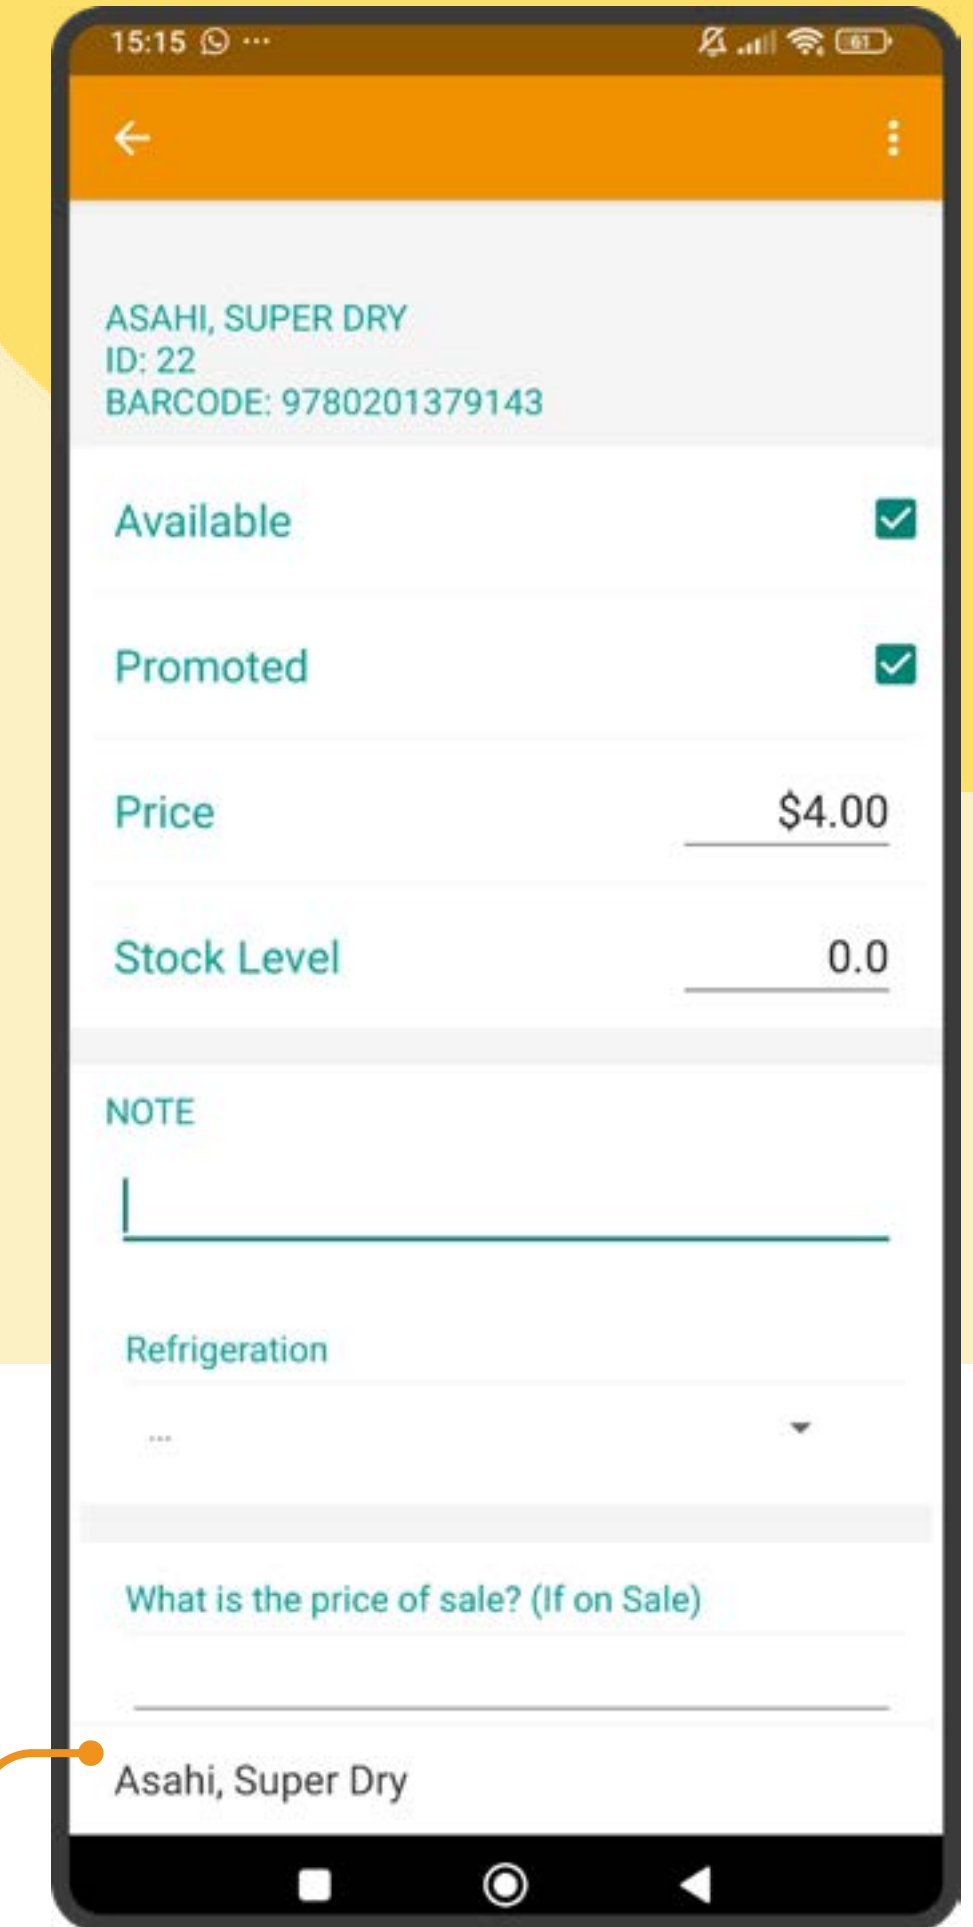 15:15 ...
61
ASAHI, SUPER DRY
ID: 22
BARCODE: 9780201379143
Available
Promoted
Price $4.00
Stock Level 0.0
NOTE
Refrigeration
...
What is the price of sale? (If on Sale)
Asahi, Super Dry